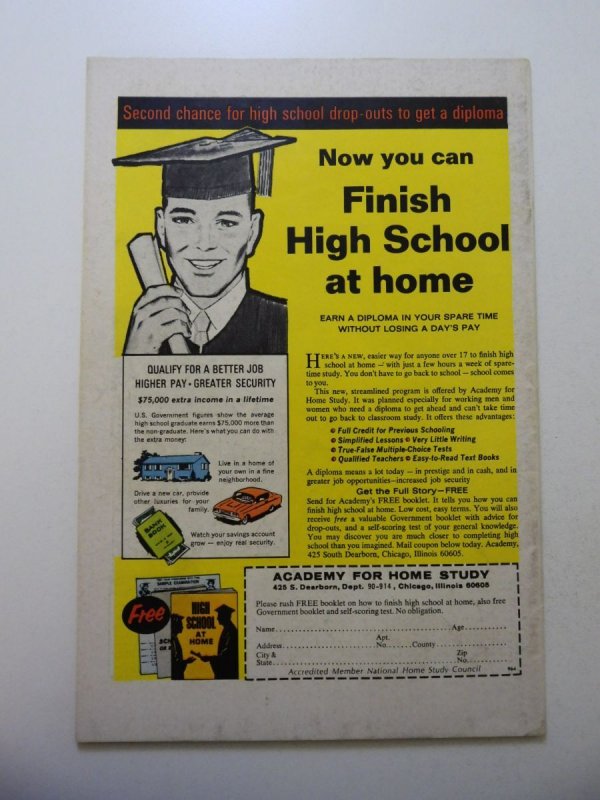 Second chance for high school drop-outs to get a diploma
Now you can
Finish
High School
at home
EARN A DIPLOMA IN YOUR SPARE TIME
WITHOUT LOSING A DAY'S PAY
HERE'S A NEW, easier way for anyone over 17 to finish high
school at home — with just a few hours a week of spare-
time study. You don't have to go back to school — school comes
to you.
This new, streamlined program is offered by Academy for
Home Study. It was planned especially for working men and
women who need a diploma to get ahead and can't take time
out to go back to classroom study. It offers these advantages:
Full Credit for Previous Schooling
Simplified Lessons • Very Little Writing
True-False Multiple-Choice Tests
Qualified Teachers • Easy-to-Read Text Books
A diploma means a lot today — in prestige and in cash, and in
greater job opportunities—increased job security
Get the Full Story—FREE
Send for Academy's FREE booklet. It tells you how you can
finish high school at home. Low cost, easy terms. You will also
receive free a valuable Government booklet with advice for
drop-outs, and a self-scoring test of your general knowledge.
You may discover you are much closer to completing high
school than you imagined. Mail coupon below today. Academy,
425 South Dearborn, Chicago, Illinois 60605.
QUALIFY FOR A BETTER JOB
HIGHER PAY • GREATER SECURITY
$75,000 extra income in a lifetime
U.S. Government figures show the average
high school graduate earns $75,000 more than
the non-graduate. Here's what you can do with
the extra money:
Live in a home of
your own in a fine
neighborhood.
Drive a new car, provide
other luxuries for your
family.
BANK
BOOK
Watch your savings account
grow — enjoy real security.
SAMPLE EXAMINATION
Free
HIGH
SCHOOL
AT
HOME
ACADEMY FOR HOME STUDY
425 S. Dearborn, Dept. 90-914, Chicago, Illinois 60605
Please rush FREE booklet on how to finish high school at home, also free
Government booklet and self-scoring test. No obligation.
Name Age
Address Apt. No. County
City & State Zip No.
Accredited Member National Home Study Council